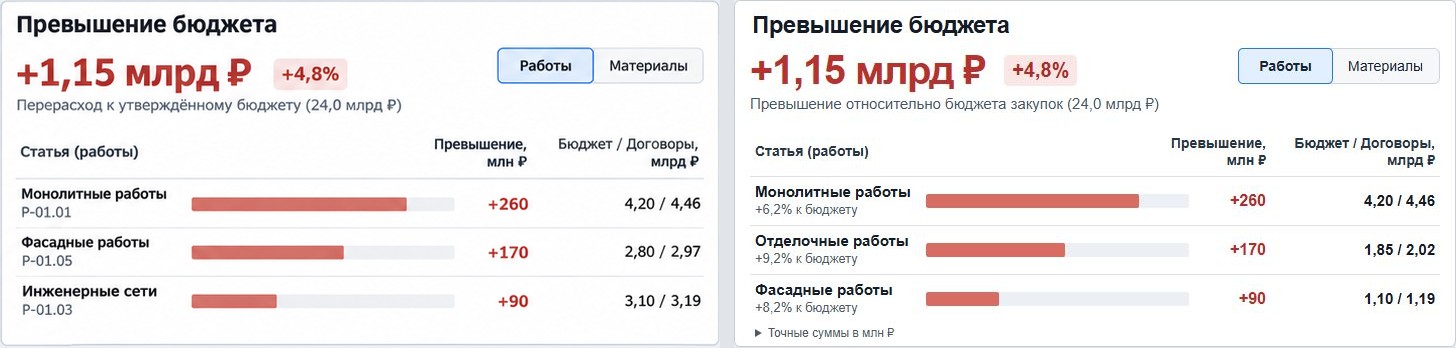 Превышение бюджета
+1,15 млрд ₽ +4,8% Работы Материалы
Перерасход к утверждённому бюджету (24,0 млрд ₽)
Статья (работы) Превышение, млн ₽ Бюджет / Договоры, млрд ₽
Монолитные работы
P-01.01 +260 4,20 / 4,46
Фасадные работы
P-01.05 +170 2,80 / 2,97
Инженерные сети
P-01.03 +90 3,10 / 3,19
Превышение бюджета
+1,15 млрд ₽ +4,8% Работы Материалы
Превышение относительно бюджета закупок (24,0 млрд ₽)
Статья (работы) Превышение, млн ₽ Бюджет / Договоры, млрд ₽
Монолитные работы
+6,2% к бюджету +260 4,20 / 4,46
Отделочные работы
+9,2% к бюджету +170 1,85 / 2,02
Фасадные работы
+8,2% к бюджету +90 1,10 / 1,19
► Точные суммы в млн ₽